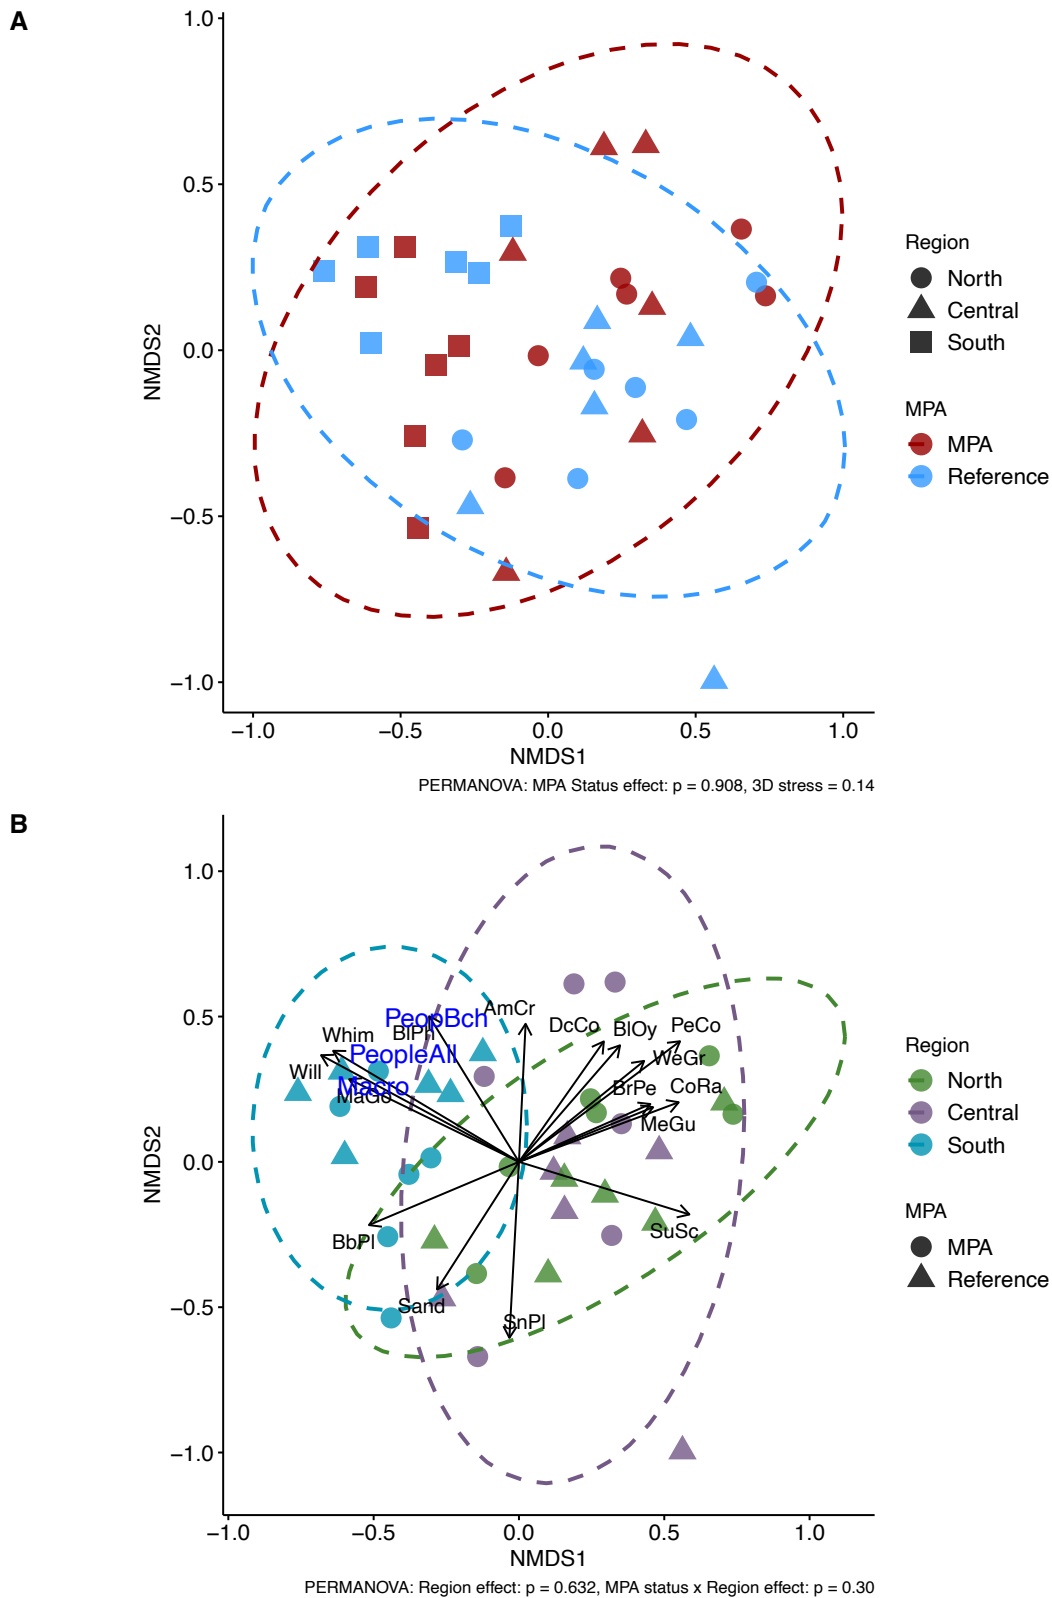 A
1.0
0.5
0.0
−0.5
−1.0
NMDS2
−1.0 −0.5 0.0 0.5 1.0
NMDS1
PERMANOVA: MPA Status effect: p = 0.908, 3D stress = 0.14
Region
North
Central
South
MPA
MPA
Reference
B
1.0
0.5
0.0
−0.5
−1.0
NMDS2
AmCr
PeopBch
DcCo
BlOy
PeCo
Whim
BlPl
PeopleAll
WeGr
Will
Macro
MaGo
BrPe
CoRa
MeGu
BbPl
SuSc
Sand
SnPl
−1.0 −0.5 0.0 0.5 1.0
NMDS1
PERMANOVA: Region effect: p = 0.632, MPA status x Region effect: p = 0.30
Region
North
Central
South
MPA
MPA
Reference